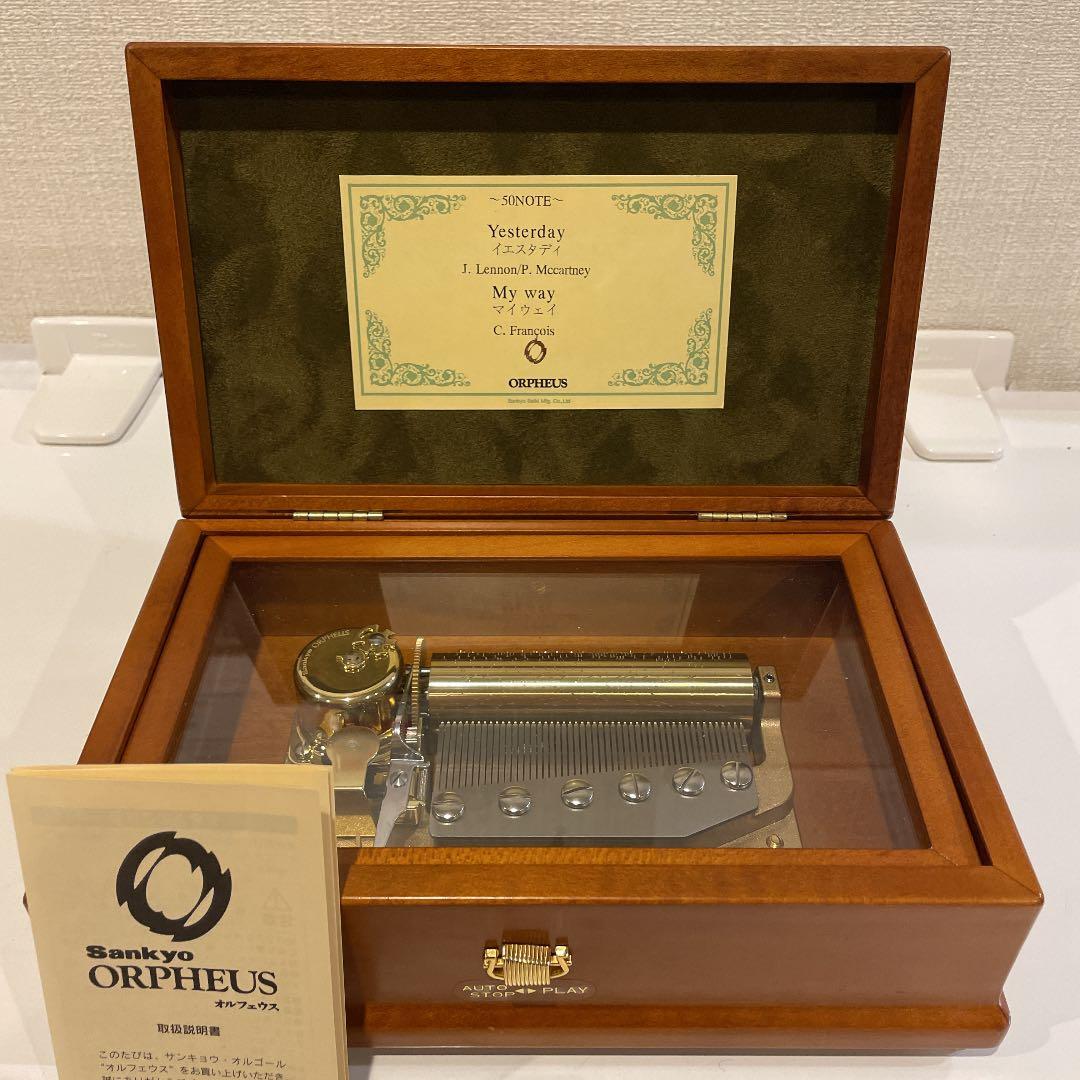 ～50NOTE～
Yesterday
イエスタディ
J. Lennon/P. Mccartney
My way
マイウェイ
C. François
ORPHEUS
Sankyo Seiki Mfg. Co.,Ltd
Sankyo ORPHEUS
Sankyo
ORPHEUS
オルフェウス
取扱説明書
このたびは、サンキョウ・オルゴール
"オルフェウス"をお買い上げいただき
AUTO STOP ◀▶ PLAY